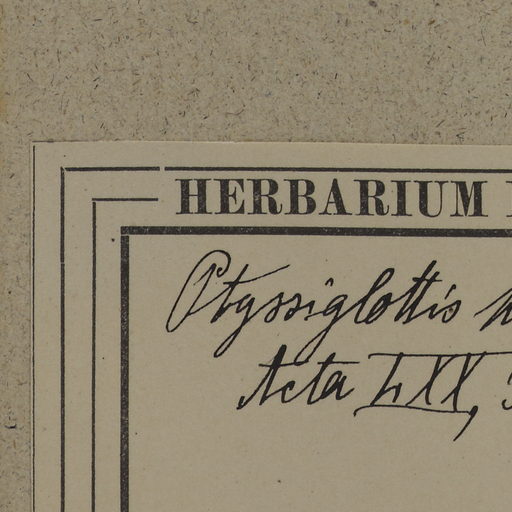 HERBARIUM
Ptyssiglottis
Acta LXX,